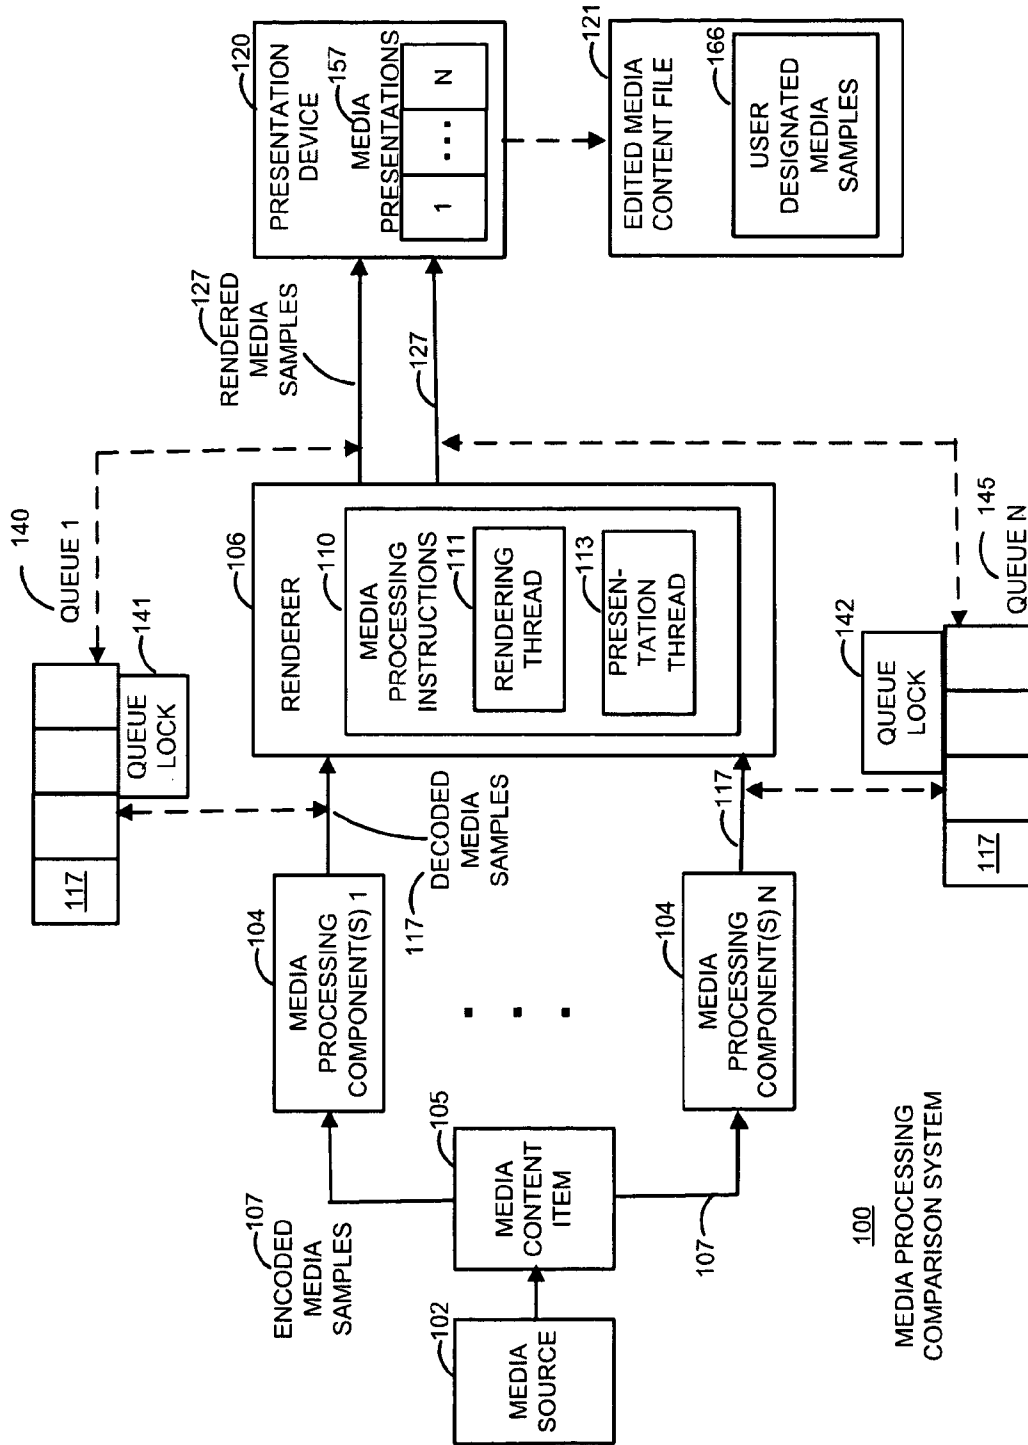 140
QUEUE 1
117
141
QUEUE
LOCK
107
ENCODED
MEDIA
SAMPLES
102
MEDIA
SOURCE
105
MEDIA
CONTENT
ITEM
107
104
MEDIA
PROCESSING
COMPONENT(S) 1
104
MEDIA
PROCESSING
COMPONENT(S) N
117
DECODED
MEDIA
SAMPLES
117
106
RENDERER
110
MEDIA
PROCESSING
INSTRUCTIONS
111
RENDERING
THREAD
113
PRESEN-
TATION
THREAD
127
RENDERED
MEDIA
SAMPLES
127
120
PRESENTATION
DEVICE
157
MEDIA
PRESENTATIONS
1
N
121
EDITED MEDIA
CONTENT FILE
166
USER
DESIGNATED
MEDIA
SAMPLES
142
QUEUE
LOCK
145
QUEUE N
117
100
MEDIA PROCESSING
COMPARISON SYSTEM